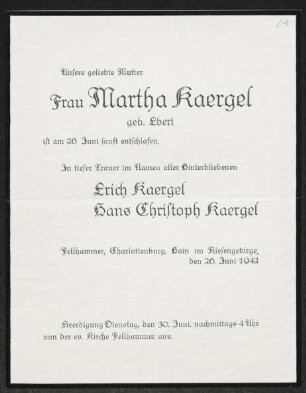 29
Unsere geliebte Mutter
Frau Martha Kaergel
geb. Ebert
ist am 26 Juni sanft entschlafen.
In tiefer Trauer im Namen aller Hinterbliebenen
Erich Kaergel
Hans Christoph Kaergel
Fellhammer, Charlottenburg, Hain im Riesengebirge,
den 26. Juni 1942
Beerdigung Dienstag, den 30. Juni, nachmittags 4 Uhr
von der ev. Kirche Fellhammer aus.